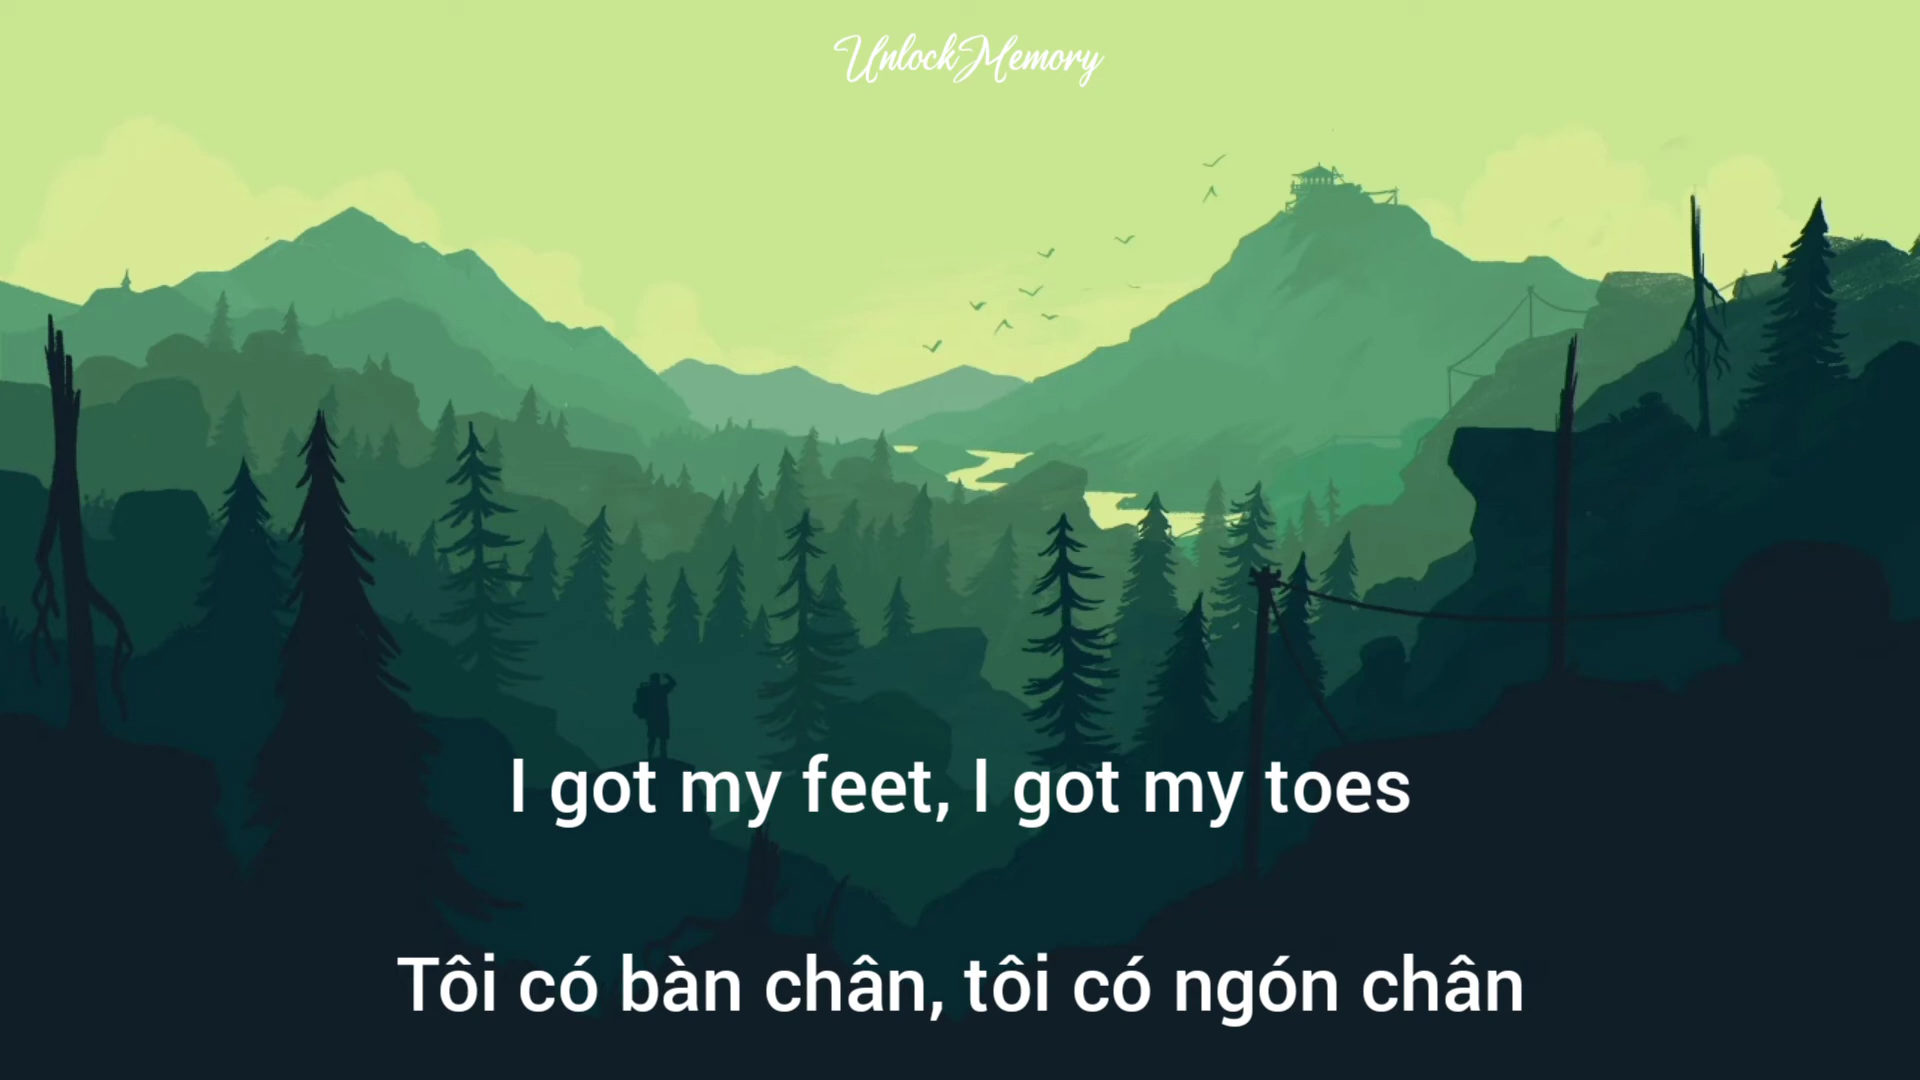 UnlockMemory
I got my feet, I got my toes
Tôi có bàn chân, tôi có ngón chân